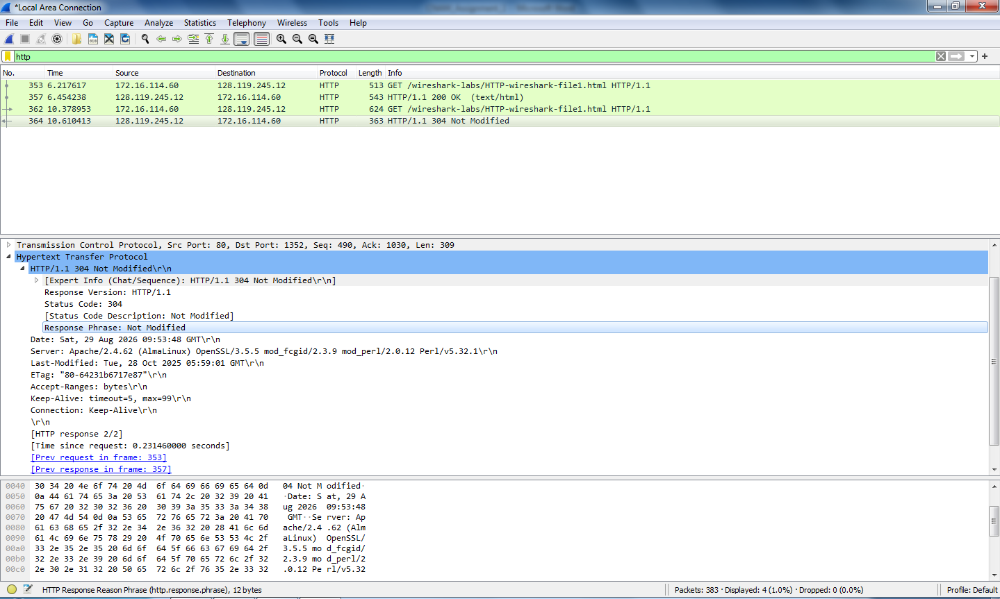 *Local Area Connection
File Edit View Go Capture Analyze Statistics Telephony Wireless Tools Help
http
No. Time Source Destination Protocol Length Info
353 6.217617 172.16.114.60 128.119.245.12 HTTP 513 GET /wireshark-labs/HTTP-wireshark-file1.html HTTP/1.1
357 6.454238 128.119.245.12 172.16.114.60 HTTP 543 HTTP/1.1 200 OK (text/html)
362 10.378953 172.16.114.60 128.119.245.12 HTTP 624 GET /wireshark-labs/HTTP-wireshark-file1.html HTTP/1.1
364 10.610413 128.119.245.12 172.16.114.60 HTTP 363 HTTP/1.1 304 Not Modified
Transmission Control Protocol, Src Port: 80, Dst Port: 1352, Seq: 490, Ack: 1030, Len: 309
Hypertext Transfer Protocol
HTTP/1.1 304 Not Modified\r\n
[Expert Info (Chat/Sequence): HTTP/1.1 304 Not Modified\r\n]
Response Version: HTTP/1.1
Status Code: 304
[Status Code Description: Not Modified]
Response Phrase: Not Modified
Date: Sat, 29 Aug 2026 09:53:48 GMT\r\n
Server: Apache/2.4.62 (AlmaLinux) OpenSSL/3.5.5 mod_fcgid/2.3.9 mod_perl/2.0.12 Perl/v5.32.1\r\n
Last-Modified: Tue, 28 Oct 2025 05:59:01 GMT\r\n
ETag: "80-64231b6717e87"\r\n
Accept-Ranges: bytes\r\n
Keep-Alive: timeout=5, max=99\r\n
Connection: Keep-Alive\r\n
\r\n
[HTTP response 2/2]
[Time since request: 0.231460000 seconds]
[Prev request in frame: 353]
[Prev response in frame: 357]
0040 30 34 20 4e 6f 74 20 4d 6f 64 69 66 69 65 64 0d 04 Not M odified·
0050 0a 44 61 74 65 3a 20 53 61 74 2c 20 32 39 20 41 ·Date: S at, 29 A
0060 75 67 20 32 30 32 36 20 30 39 3a 35 33 3a 34 38 ug 2026 09:53:48
0070 20 47 4d 54 0d 0a 53 65 72 76 65 72 3a 20 41 70 GMT··Se rver: Ap
0080 61 63 68 65 2f 32 2e 34 2e 36 32 20 28 41 6c 6d ache/2.4 .62 (Alm
0090 61 4c 69 6e 75 78 29 20 4f 70 65 6e 53 53 4c 2f aLinux) OpenSSL/
00a0 33 2e 35 2e 35 20 6d 6f 64 5f 66 63 67 69 64 2f 3.5.5 mo d_fcgid/
00b0 32 2e 33 2e 39 20 6d 6f 64 5f 70 65 72 6c 2f 32 2.3.9 mo d_perl/2
00c0 2e 30 2e 31 32 20 50 65 72 6c 2f 76 35 2e 33 32 .0.12 Pe rl/v5.32
HTTP Response Reason Phrase (http.response.phrase), 12 bytes Packets: 383 · Displayed: 4 (1.0%) · Dropped: 0 (0.0%) Profile: Default